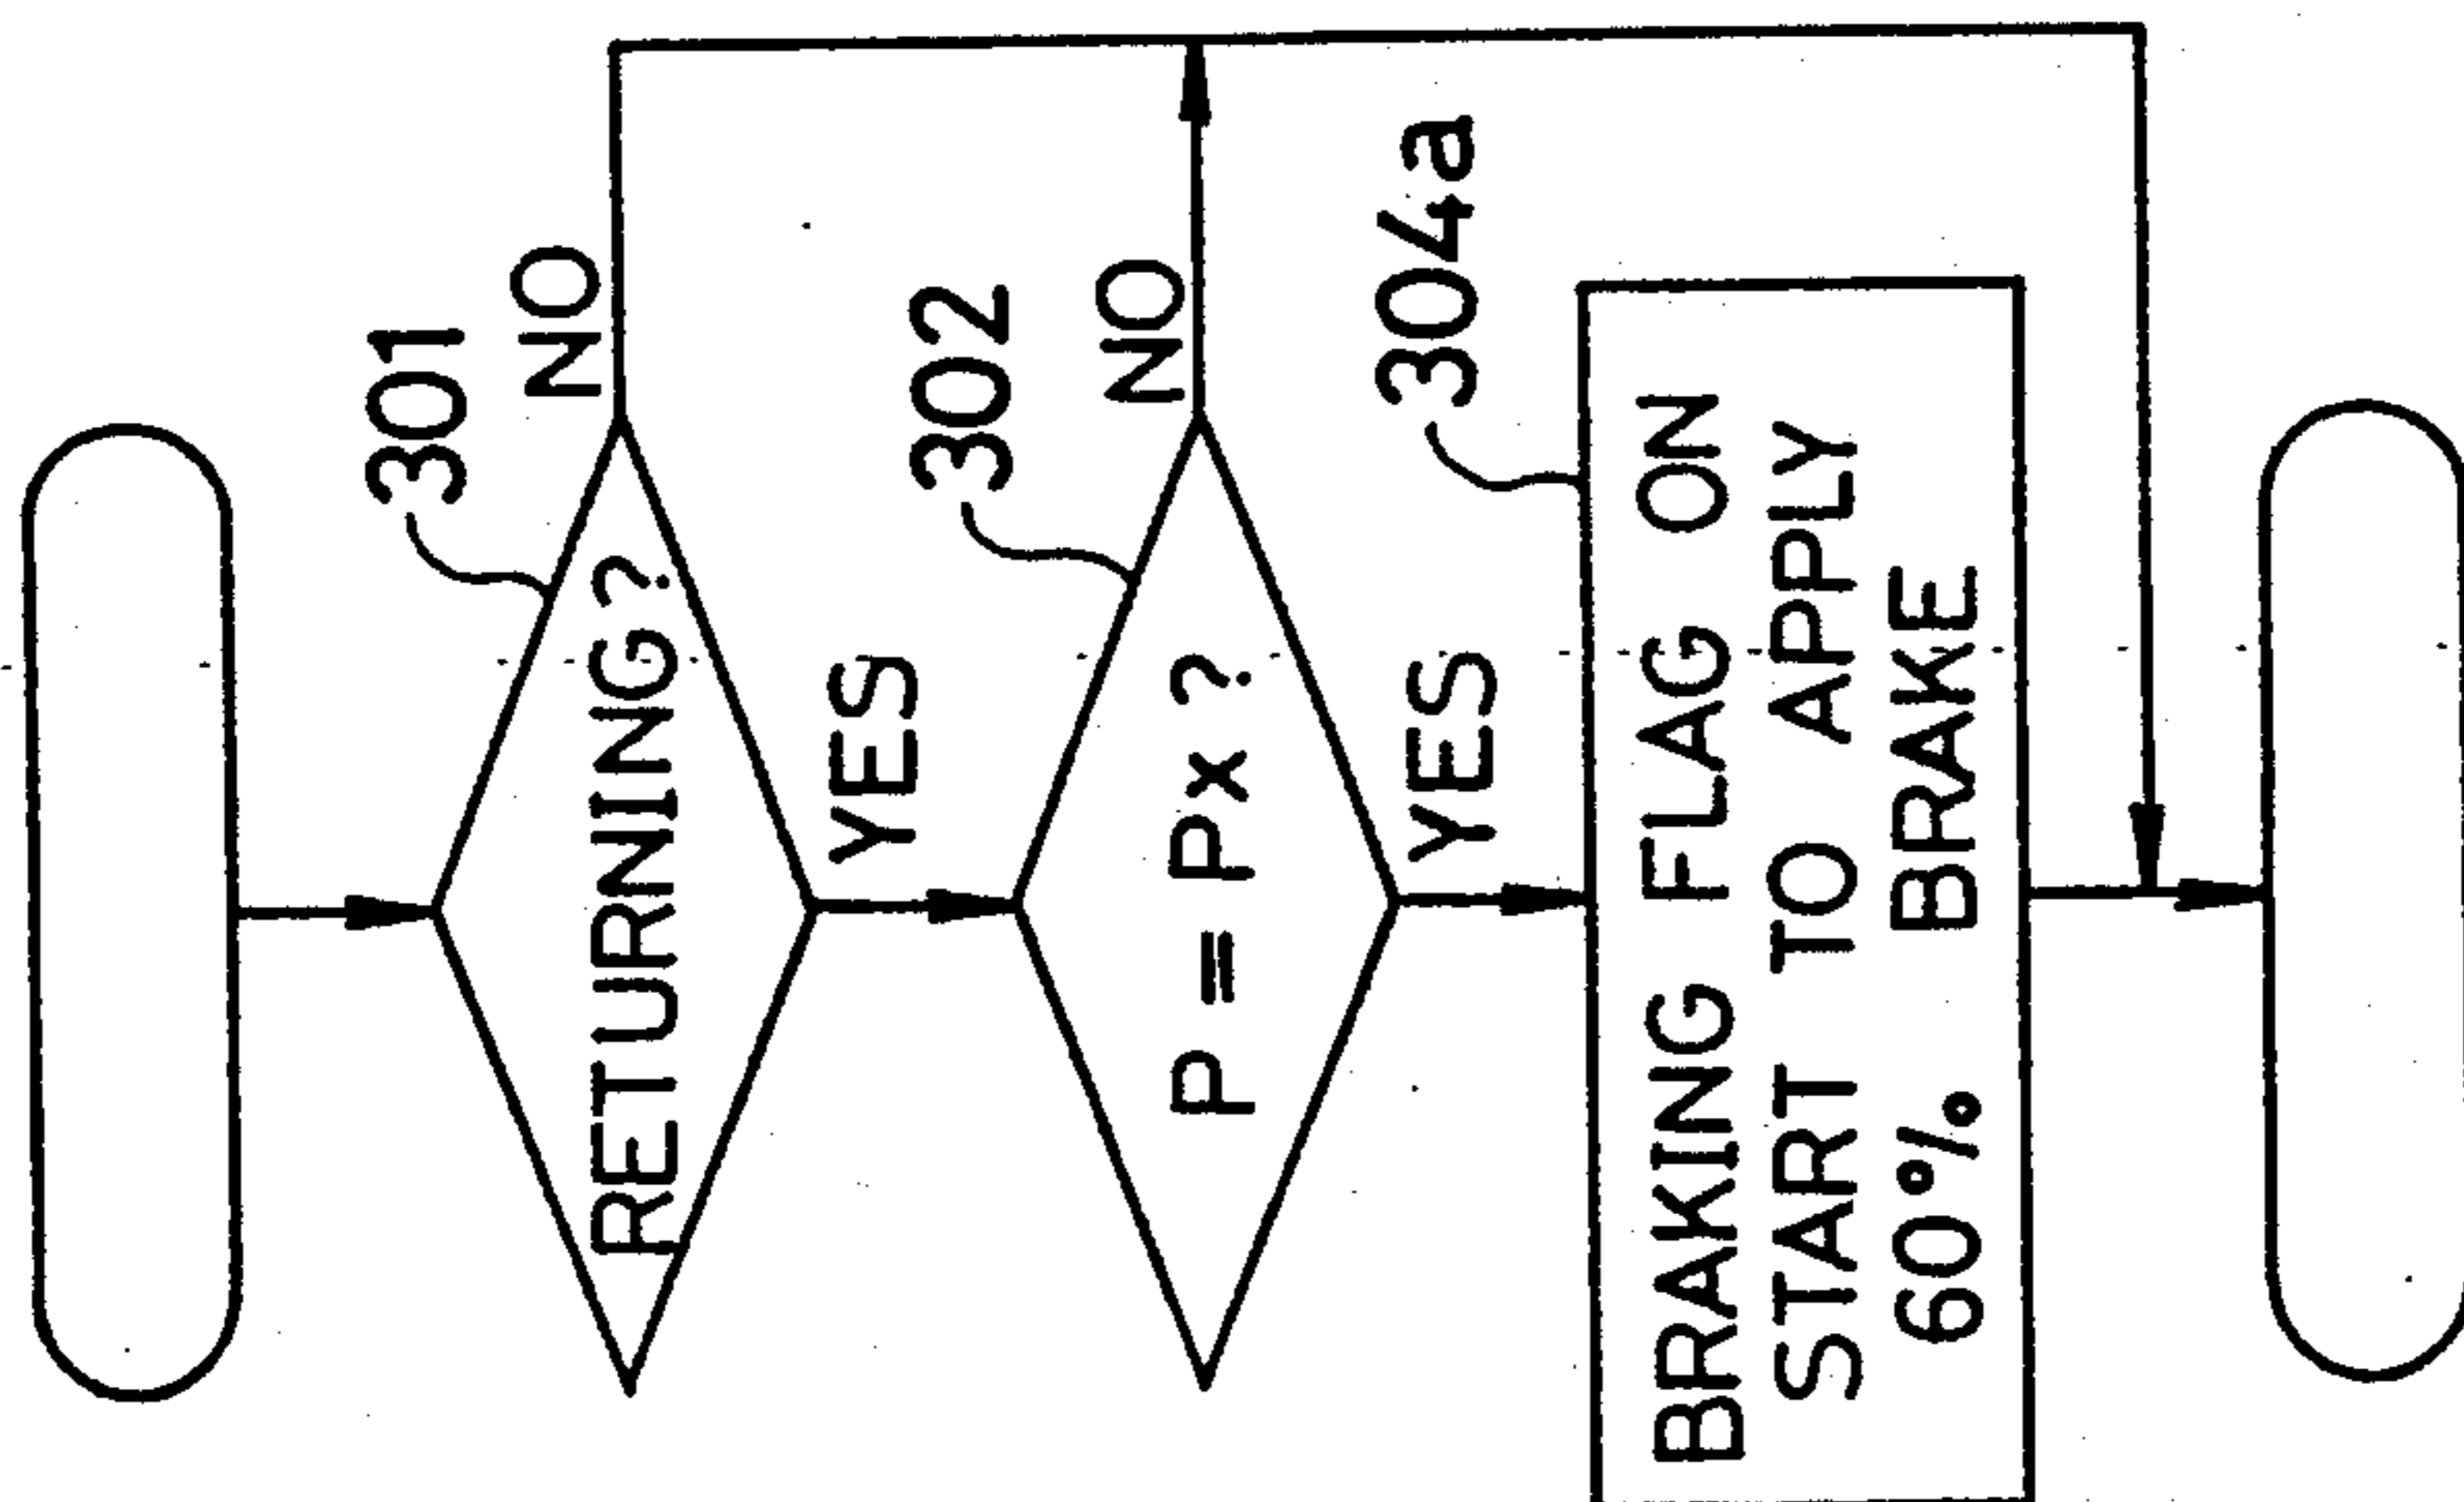 301
NO
RETURNING?
YES
302
NO
P = Px ?
YES
304a
BRAKING FLAG ON
START TO APPLY
60% BRAKE